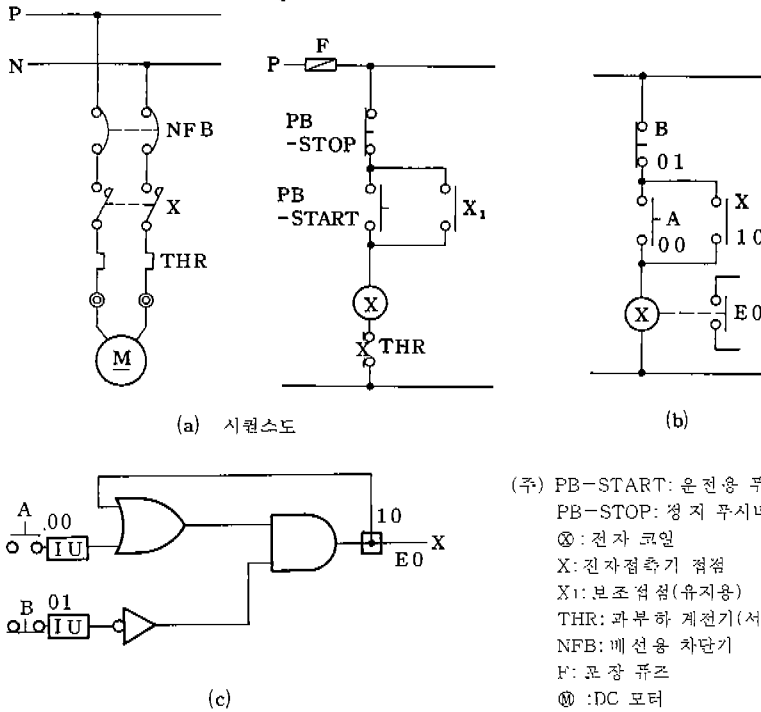 P
N
NFB
X
THR
M
(a) 시퀀스도
P
F
PB
-STOP
PB
-START
X₁
X
X
THR
B
01
A
00
X
10
X
E0
(b)
A
00
IU
B
01
IU
10
E0
X
(c)
(주) PB-START: 운전용
PB-STOP: 정지
Ⓧ: 전자 코일
X: 전자접촉기 접점
X₁: 보조접점(유지용)
THR: 과부하 계전기(서
NFB: 배선용 차단기
F: 포장 퓨즈
Ⓜ :DC 모터